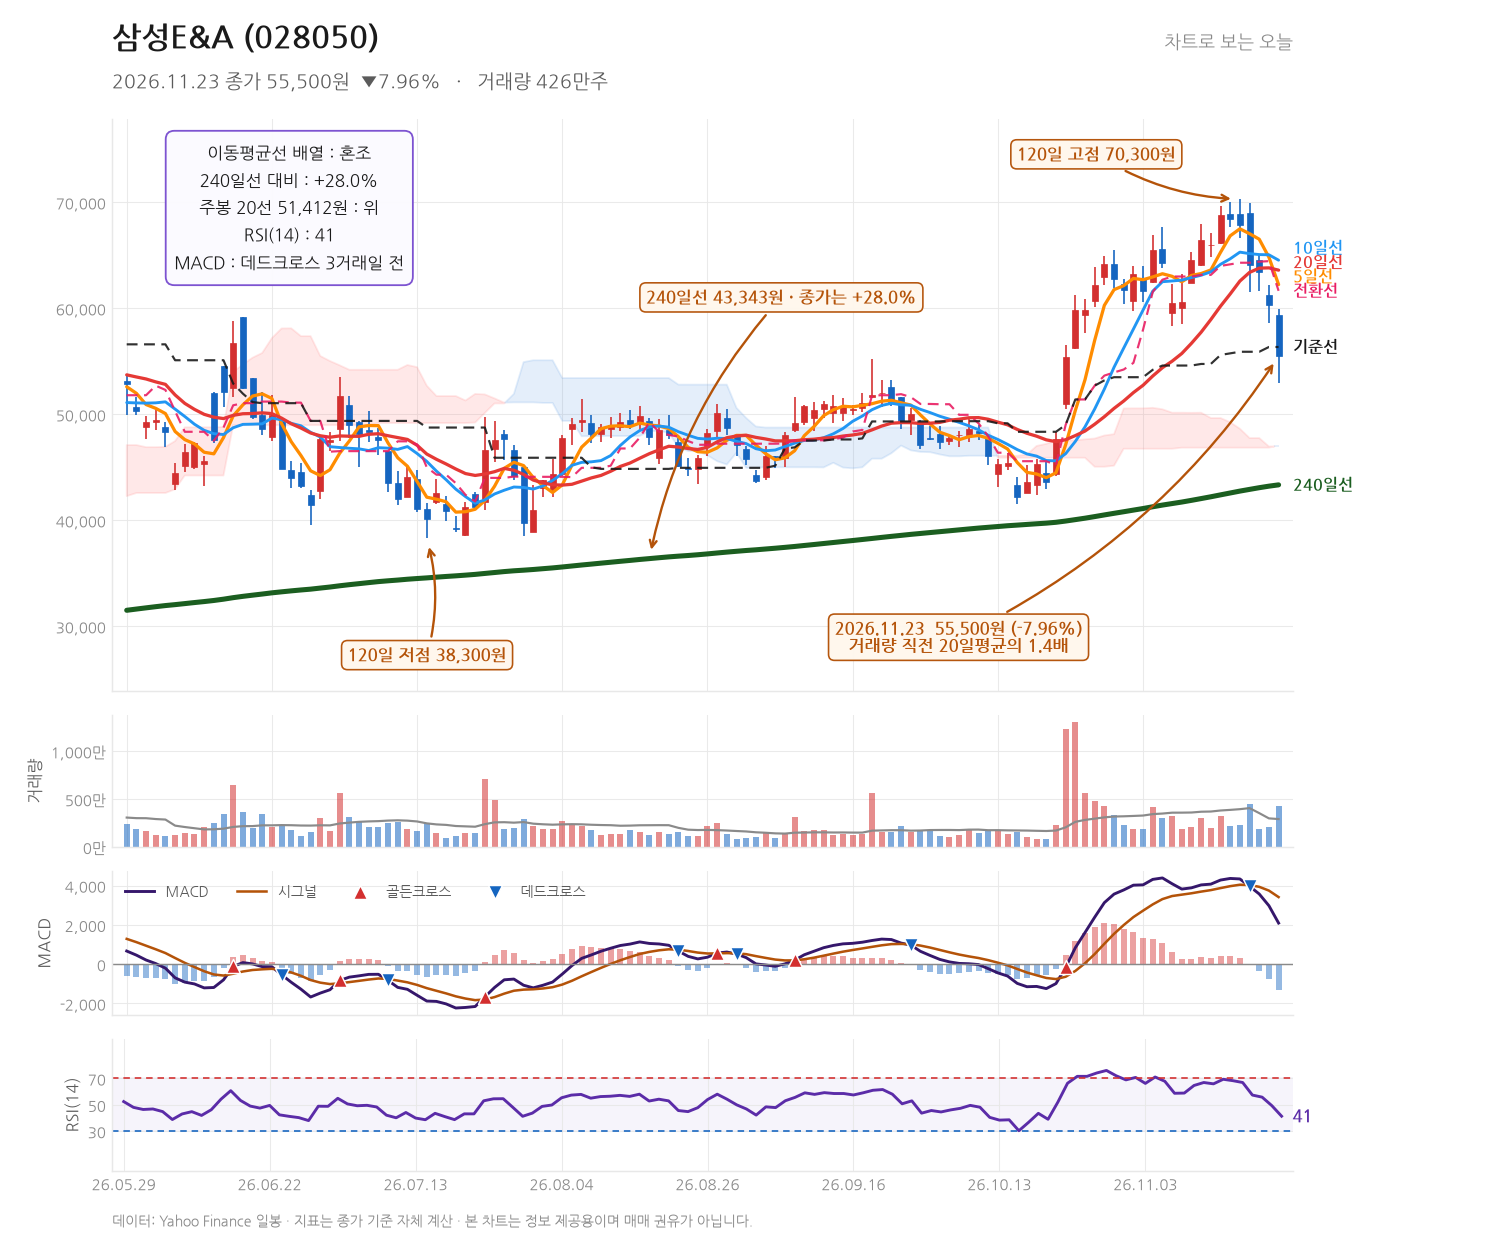 삼성E&A (028050)
차트로 보는 오늘
2026.11.23 종가 55,500원 ▼7.96% · 거래량 426만주
이동평균선 배열 : 혼조
240일선 대비 : +28.0%
주봉 20선 51,412원 : 위
RSI(14) : 41
MACD : 데드크로스 3거래일 전
120일 고점 70,300원
240일선 43,343원 · 종가는 +28.0%
120일 저점 38,300원
2026.11.23 55,500원 (-7.96%)
거래량 직전 20일평균의 1.4배
70,000
60,000
50,000
40,000
30,000
10일선
20일선
5일선
전환선
기준선
240일선
거래량
1,000만
500만
0만
MACD
4,000
2,000
0
-2,000
MACD
시그널
골든크로스
데드크로스
RSI(14)
70
50
30
41
26.05.29
26.06.22
26.07.13
26.08.04
26.08.26
26.09.16
26.10.13
26.11.03
데이터: Yahoo Finance 일봉 · 지표는 종가 기준 자체 계산 · 본 차트는 정보 제공용이며 매매 권유가 아닙니다.